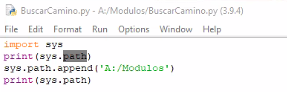 BuscarCamino.py - A:/Modulos/BuscarCamino.py (3.9.4)
File Edit Format Run Options Window Help
import sys
print(sys.path)
sys.path.append('A:/Modulos')
print(sys.path)